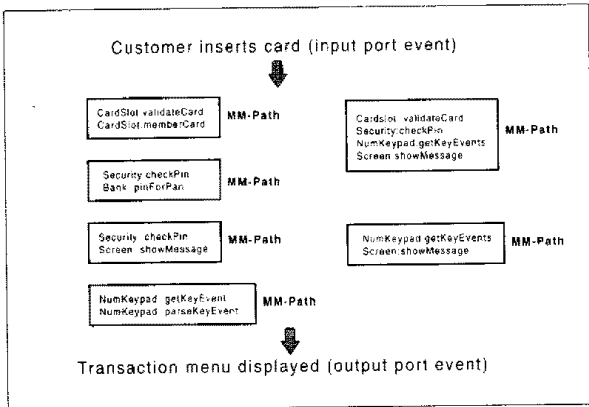 Customer inserts card (input port event)
CardSlot validateCard
CardSlot.memberCard
MM-Path
Security checkPin
Bank pinForPan
MM-Path
Security checkPin
Screen showMessage
MM-Path
NumKeypad getKeyEvent
NumKeypad parseKeyEvent
MM-Path
Cardslot validateCard
Security:checkPin
NumKeypad.getKeyEvents
Screen showMessage
MM-Path
NumKeypad getKeyEvents
Screen:showMessage
MM-Path
Transaction menu displayed (output port event)